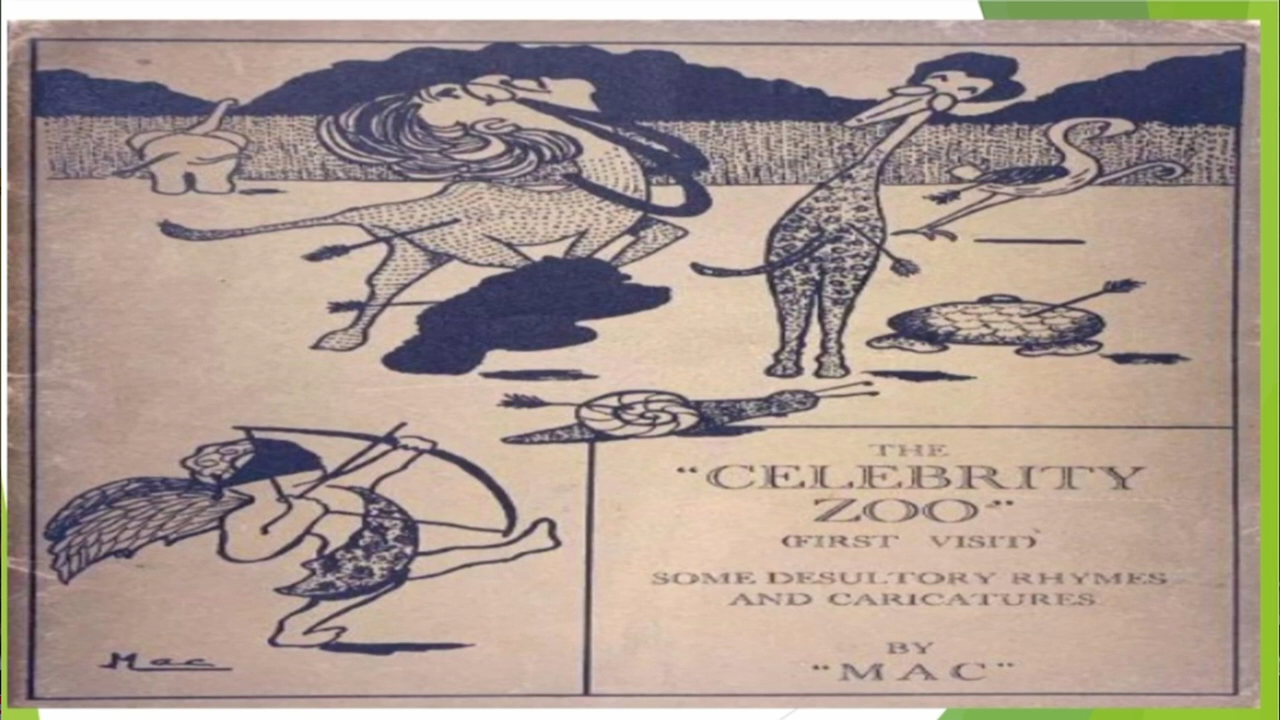 THE
"CELEBRITY
ZOO"
(FIRST VISIT)
SOME DESULTORY RHYMES
AND CARICATURES
BY
"MAC"
Mac